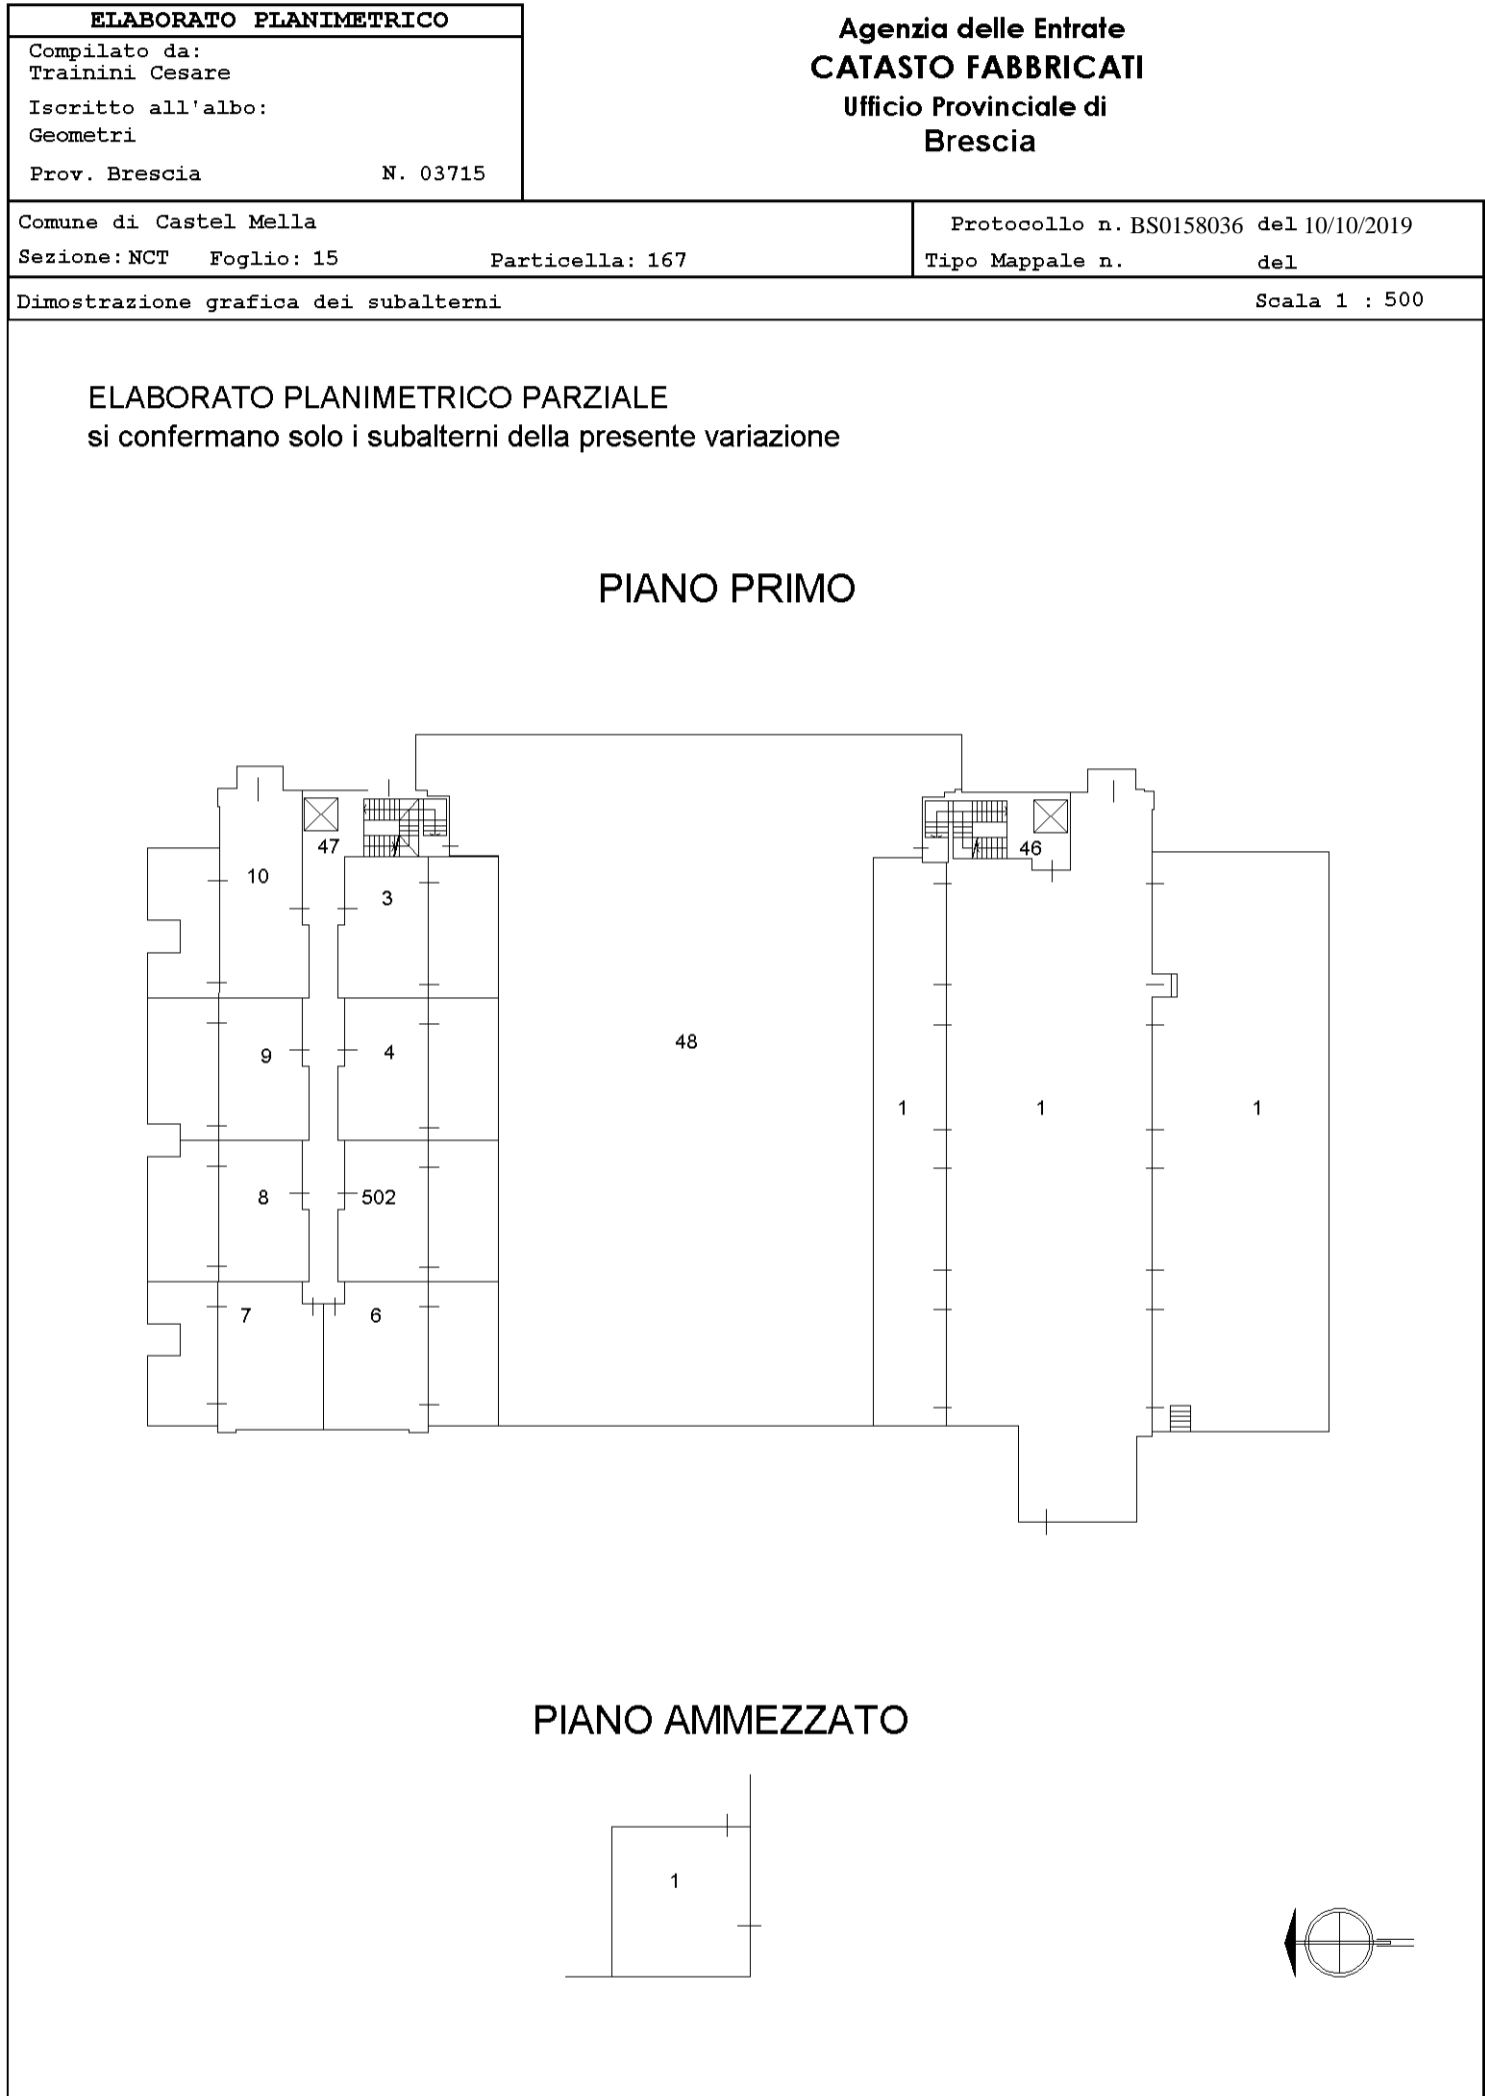 ELABORATO PLANIMETRICO
Compilato da:
Trainini Cesare
Iscritto all'albo:
Geometri
Prov. Brescia N. 03715
Agenzia delle Entrate
CATASTO FABBRICATI
Ufficio Provinciale di
Brescia
Comune di Castel Mella
Sezione: NCT Foglio: 15 Particella: 167
Protocollo n. BS0158036 del 10/10/2019
Tipo Mappale n. del
Dimostrazione grafica dei subalterni Scala 1 : 500
ELABORATO PLANIMETRICO PARZIALE
si confermano solo i subalterni della presente variazione
PIANO PRIMO
47 46
10
3
48
9 4
1 1 1
8 502
7 6
PIANO AMMEZZATO
1